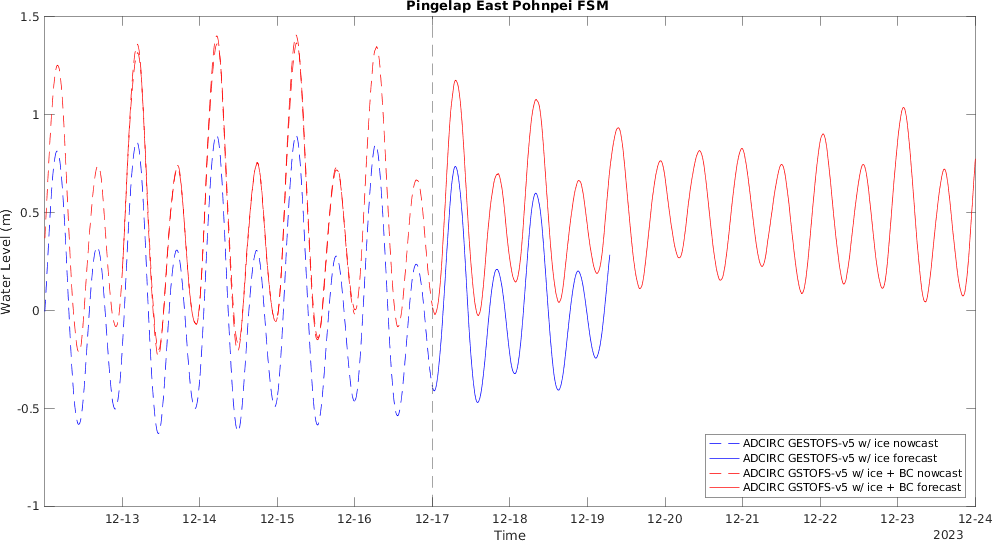 Pingelap East Pohnpei FSM
1.5
1
0.5
0
-0.5
-1
Water Level (m)
12-13 12-14 12-15 12-16 12-17 12-18 12-19 12-20 12-21 12-22 12-23 12-24
Time
2023
ADCIRC GESTOFS-v5 w/ ice nowcast
ADCIRC GESTOFS-v5 w/ ice forecast
ADCIRC GSTOFS-v5 w/ ice + BC nowcast
ADCIRC GSTOFS-v5 w/ ice + BC forecast